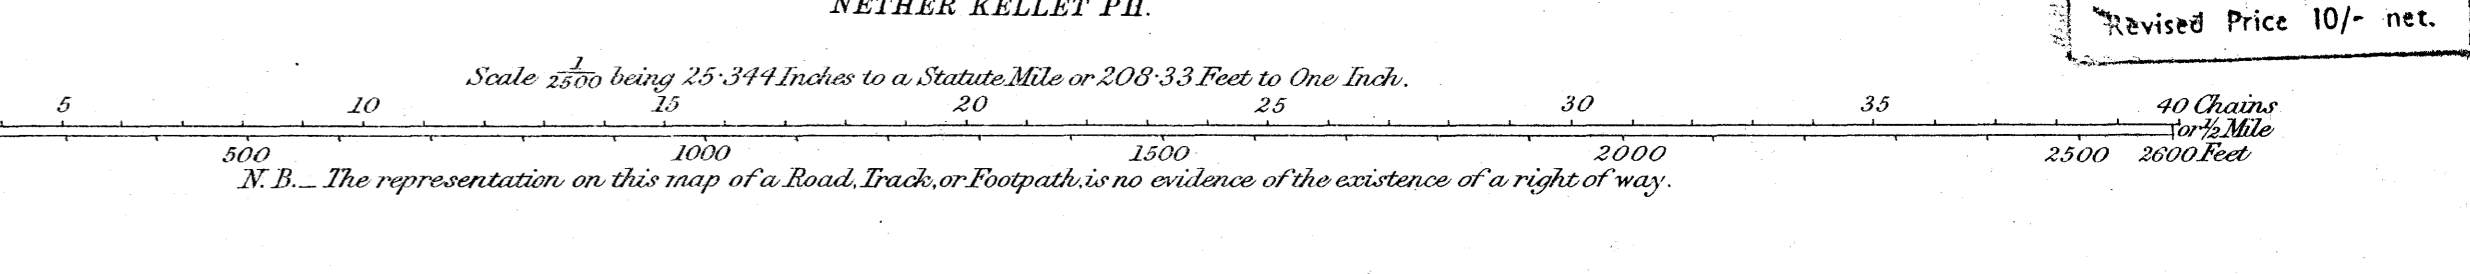 NETHER KELLET PH.
Revised Price 10/- net.
Scale 1/2500 being 25·344 Inches to a Statute Mile or 208·33 Feet to One Inch.
5 10 15 20 25 30 35 40 Chains
or ½ Mile
500 1000 1500 2000 2500 2600 Feet
N.B.— The representation on this map of a Road, Track, or Footpath, is no evidence of the existence of a right of way.